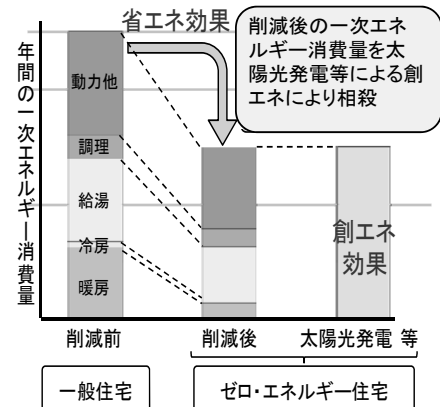 省エネ効果
削減後の一次エネ
ルギー消費量を太
陽光発電等による創
エネにより相殺
年間の一次エネルギー消費量
動力他
調理
給湯
冷房
暖房
創エネ
効果
削減前
削減後
太陽光発電 等
一般住宅
ゼロ・エネルギー住宅